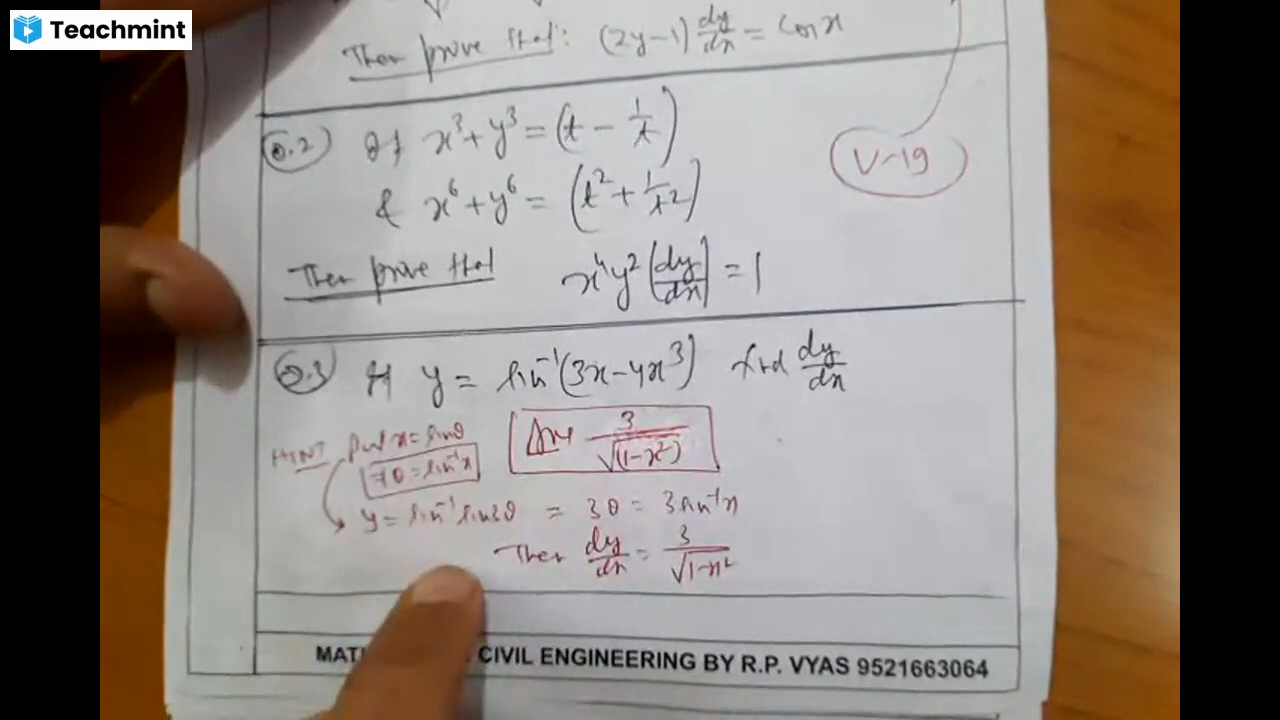 Teachmint
Then prove that: (2y-1) dy/dx = cos x
Q.2 If x³+y³ = (t - 1/t)
& x⁶+y⁶ = (t² + 1/t²)
V-19
Then prove that x⁴y² (dy/dx) = 1
Q.3 If y = sin⁻¹(3x-4x³) find dy/dx
HINT Put x = sinθ
⇒ θ = sin⁻¹x
Ans 3/√(1-x²)
y = sin⁻¹ sin3θ = 3θ = 3 sin⁻¹x
Then dy/dx = 3/√1-x²
CIVIL ENGINEERING BY R.P. VYAS 9521663064